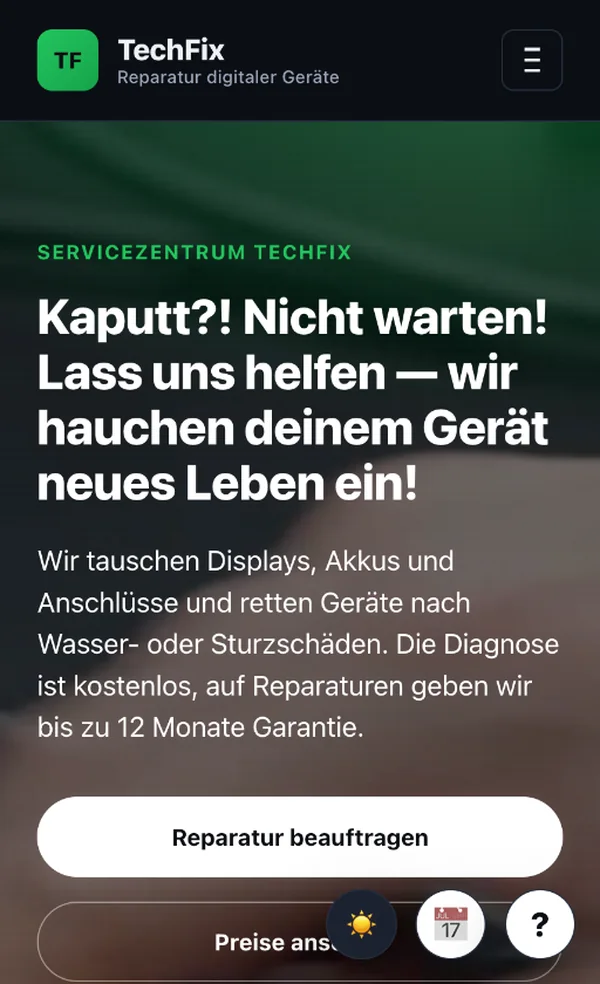 TF
TechFix
Reparatur digitaler Geräte
SERVICEZENTRUM TECHFIX
Kaputt?! Nicht warten!
Lass uns helfen — wir
hauchen deinem Gerät
neues Leben ein!
Wir tauschen Displays, Akkus und
Anschlüsse und retten Geräte nach
Wasser- oder Sturzschäden. Die Diagnose
ist kostenlos, auf Reparaturen geben wir
bis zu 12 Monate Garantie.
Reparatur beauftragen
Preise
JUL
17
?